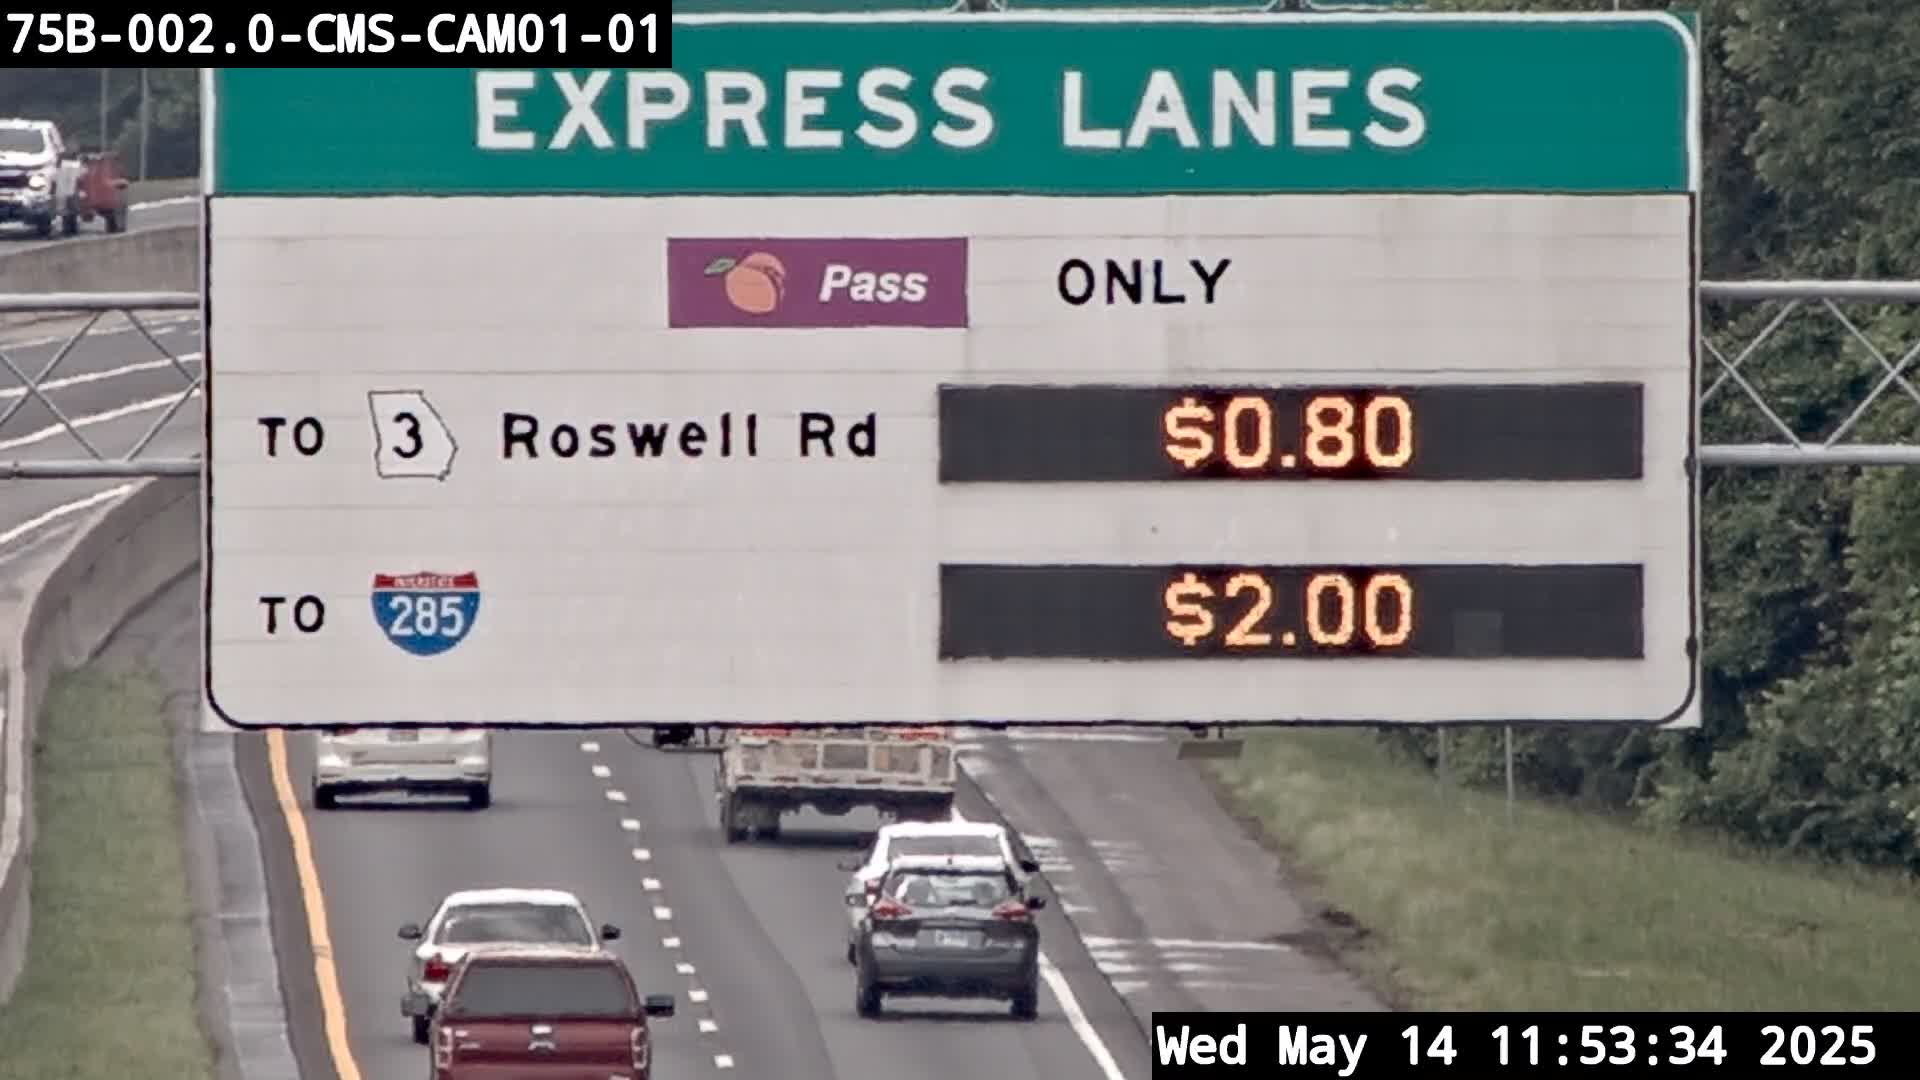 75B-002.0-CMS-CAM01-01
EXPRESS LANES
Pass ONLY
TO 3 Roswell Rd $0.80
INTERSTATE
TO 285 $2.00
Wed May 14 11:53:34 2025